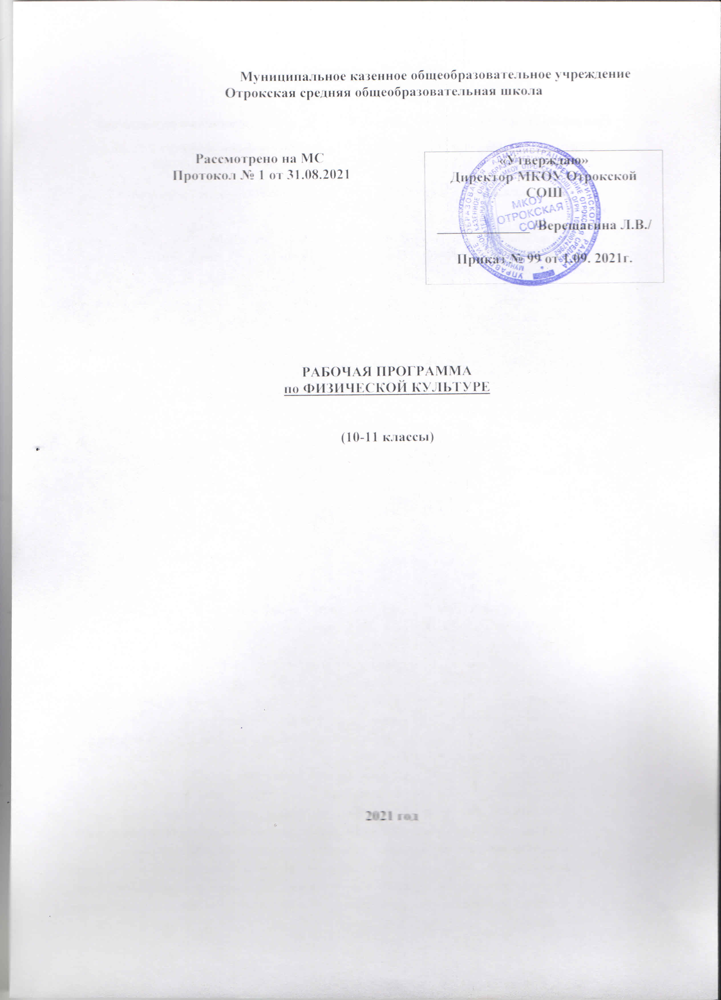 Муниципальное казенное общеобразовательное учреждение
Отрокская средняя общеобразовательная школа
Рассмотрено на МС
Протокол № 1 от 31.08.2021
«Утверждаю»
Директор МКОУ Отрокской
СОШ
/Верещагина Л.В./
Приказ № 99 от 1.09. 2021г.
МКОУ
ОТРОКСКАЯ
СОШ
РАБОЧАЯ ПРОГРАММА
по ФИЗИЧЕСКОЙ КУЛЬТУРЕ
(10-11 классы)
2021 год